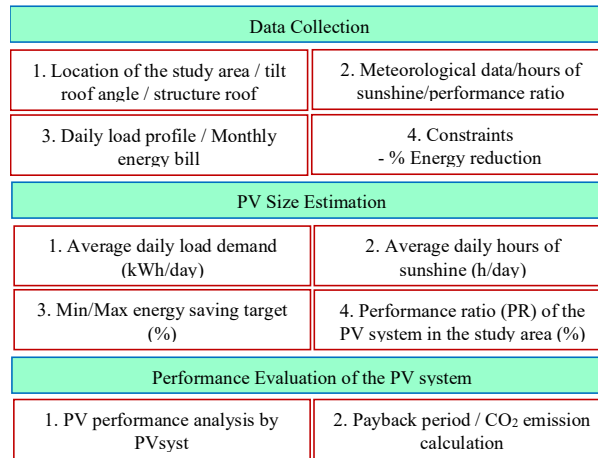 Data Collection
1. Location of the study area / tilt
roof angle / structure roof
2. Meteorological data/hours of
sunshine/performance ratio
3. Daily load profile / Monthly
energy bill
4. Constraints
- % Energy reduction
PV Size Estimation
1. Average daily load demand
(kWh/day)
2. Average daily hours of
sunshine (h/day)
3. Min/Max energy saving target
(%)
4. Performance ratio (PR) of the
PV system in the study area (%)
Performance Evaluation of the PV system
1. PV performance analysis by
PVsyst
2. Payback period / CO₂ emission
calculation